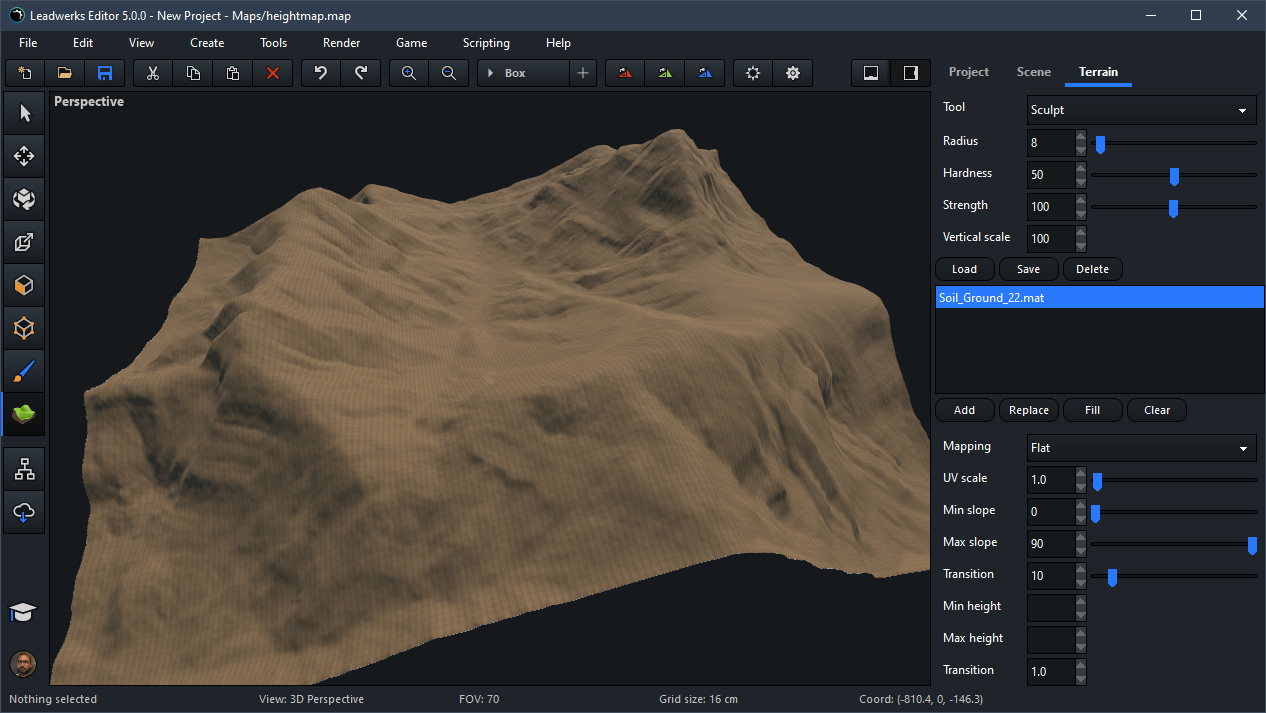 Leadwerks Editor 5.0.0 - New Project - Maps/heightmap.map
File Edit View Create Tools Render Game Scripting Help
Box
Project Scene Terrain
Perspective
Tool Sculpt
Radius 8
Hardness 50
Strength 100
Vertical scale 100
Load Save Delete
Soil_Ground_22.mat
Add Replace Fill Clear
Mapping Flat
UV scale 1.0
Min slope 0
Max slope 90
Transition 10
Min height
Max height
Transition 1.0
Nothing selected View: 3D Perspective FOV: 70 Grid size: 16 cm Coord: (-810.4, 0, -146.3)